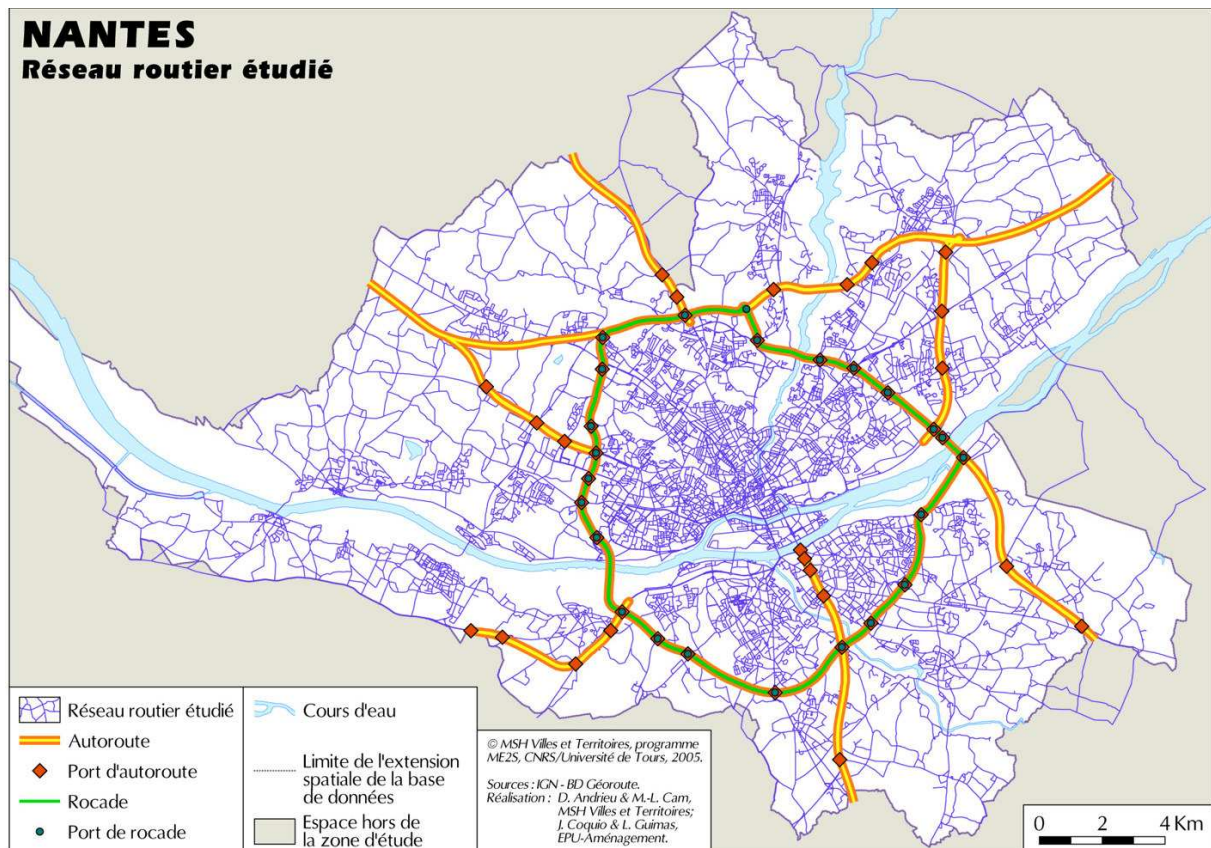 NANTES
Réseau routier étudié
Réseau routier étudié
Autoroute
Port d'autoroute
Rocade
Port de rocade
Cours d'eau
Limite de l'extension
spatiale de la base
de données
Espace hors de
la zone d'étude
© MSH Villes et Territoires, programme
ME2S, CNRS/Université de Tours, 2005.
Sources : IGN - BD Géoroute.
Réalisation : D. Andrieu & M.-L. Cam,
MSH Villes et Territoires;
J. Coquio & L. Guimas,
EPU-Aménagement.
0 2 4 Km